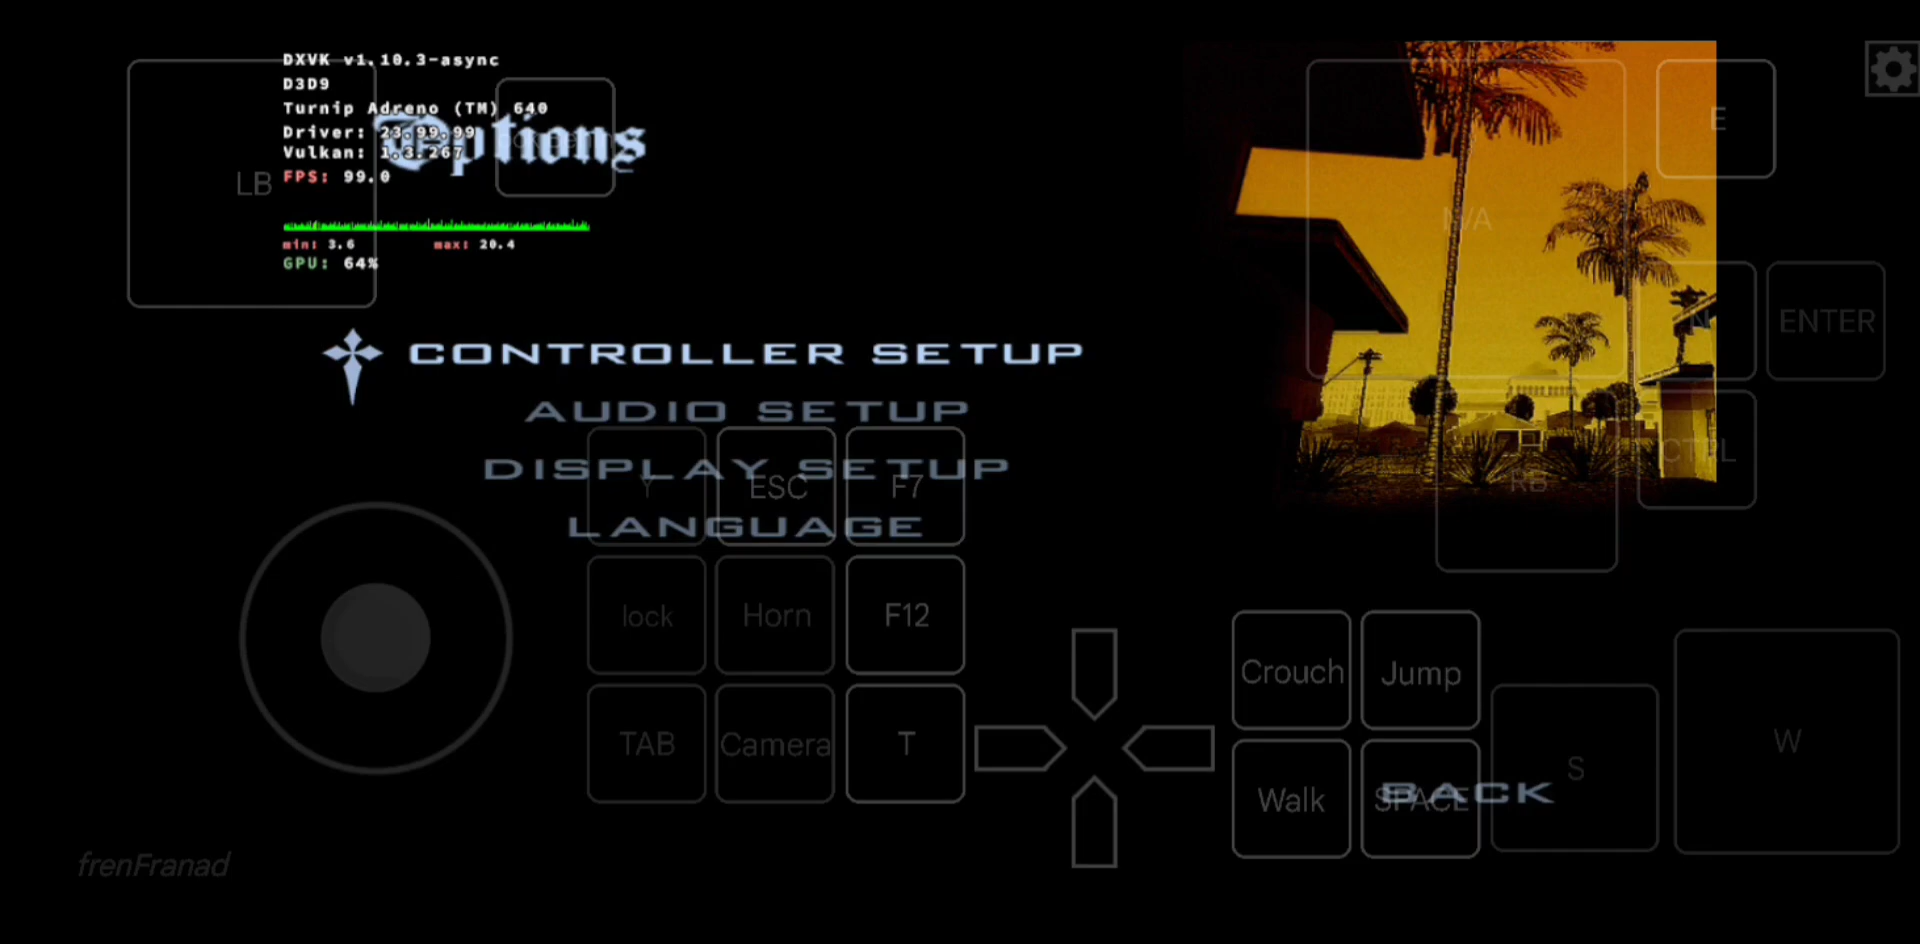 DXVK v1.10.3-async
D3D9
Turnip Adreno (TM) 640
Driver: 23.99.99
Vulkan: 1.3.267
FPS: 99.0
min: 3.6 max: 20.4
GPU: 64%
Options
LB
E
N/A
N
ENTER
CONTROLLER SETUP
AUDIO SETUP
DISPLAY SETUP
LANGUAGE
CTRL
Y
ESC
F7
RB
lock
Horn
F12
Crouch
Jump
TAB
Camera
T
Walk
SPACE
BACK
S
W
frenFranad